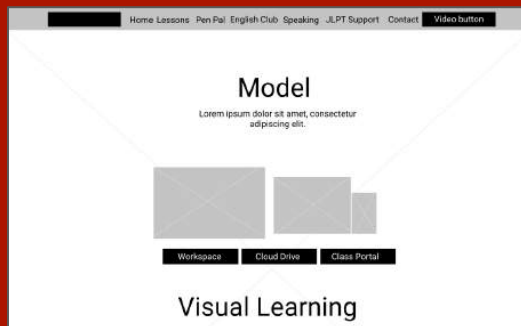 Home Lessons Pen Pal English Club Speaking JLPT Support Contact Video button
Model
Lorem ipsum dolor sit amet, consectetur
adipiscing elit.
Workspace Cloud Drive Class Portal
Visual Learning